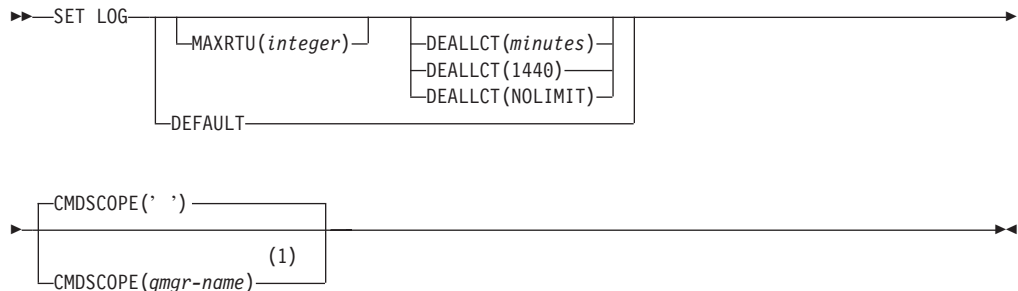 SET LOG
MAXRTU(integer)
DEALLCT(minutes)
DEALLCT(1440)
DEALLCT(NOLIMIT)
DEFAULT
CMDSCOPE(’ ’)
(1)
CMDSCOPE(qmgr-name)